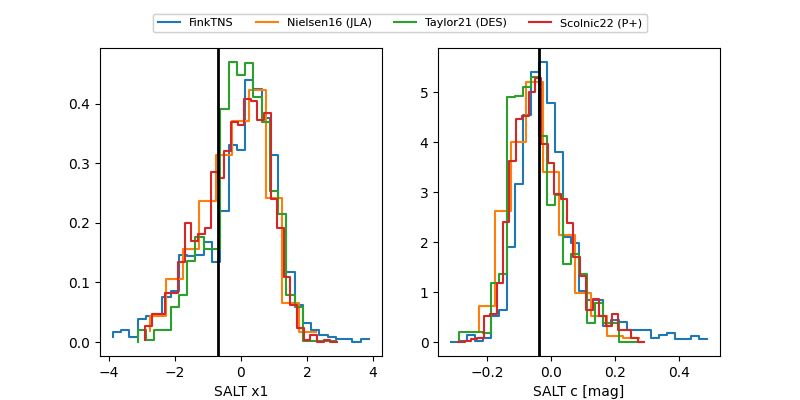 FinkTNS Nielsen16 (JLA) Taylor21 (DES) Scolnic22 (P+)
0.4
0.3
0.2
0.1
0.0
−4 −2 0 2 4
SALT x1
5
4
3
2
1
0
−0.2 0.0 0.2 0.4
SALT c [mag]